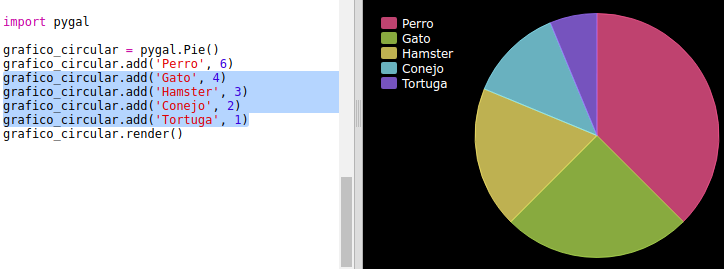 import pygal
grafico_circular = pygal.Pie()
grafico_circular.add('Perro', 6)
grafico_circular.add('Gato', 4)
grafico_circular.add('Hamster', 3)
grafico_circular.add('Conejo', 2)
grafico_circular.add('Tortuga', 1)
grafico_circular.render()
Perro
Gato
Hamster
Conejo
Tortuga